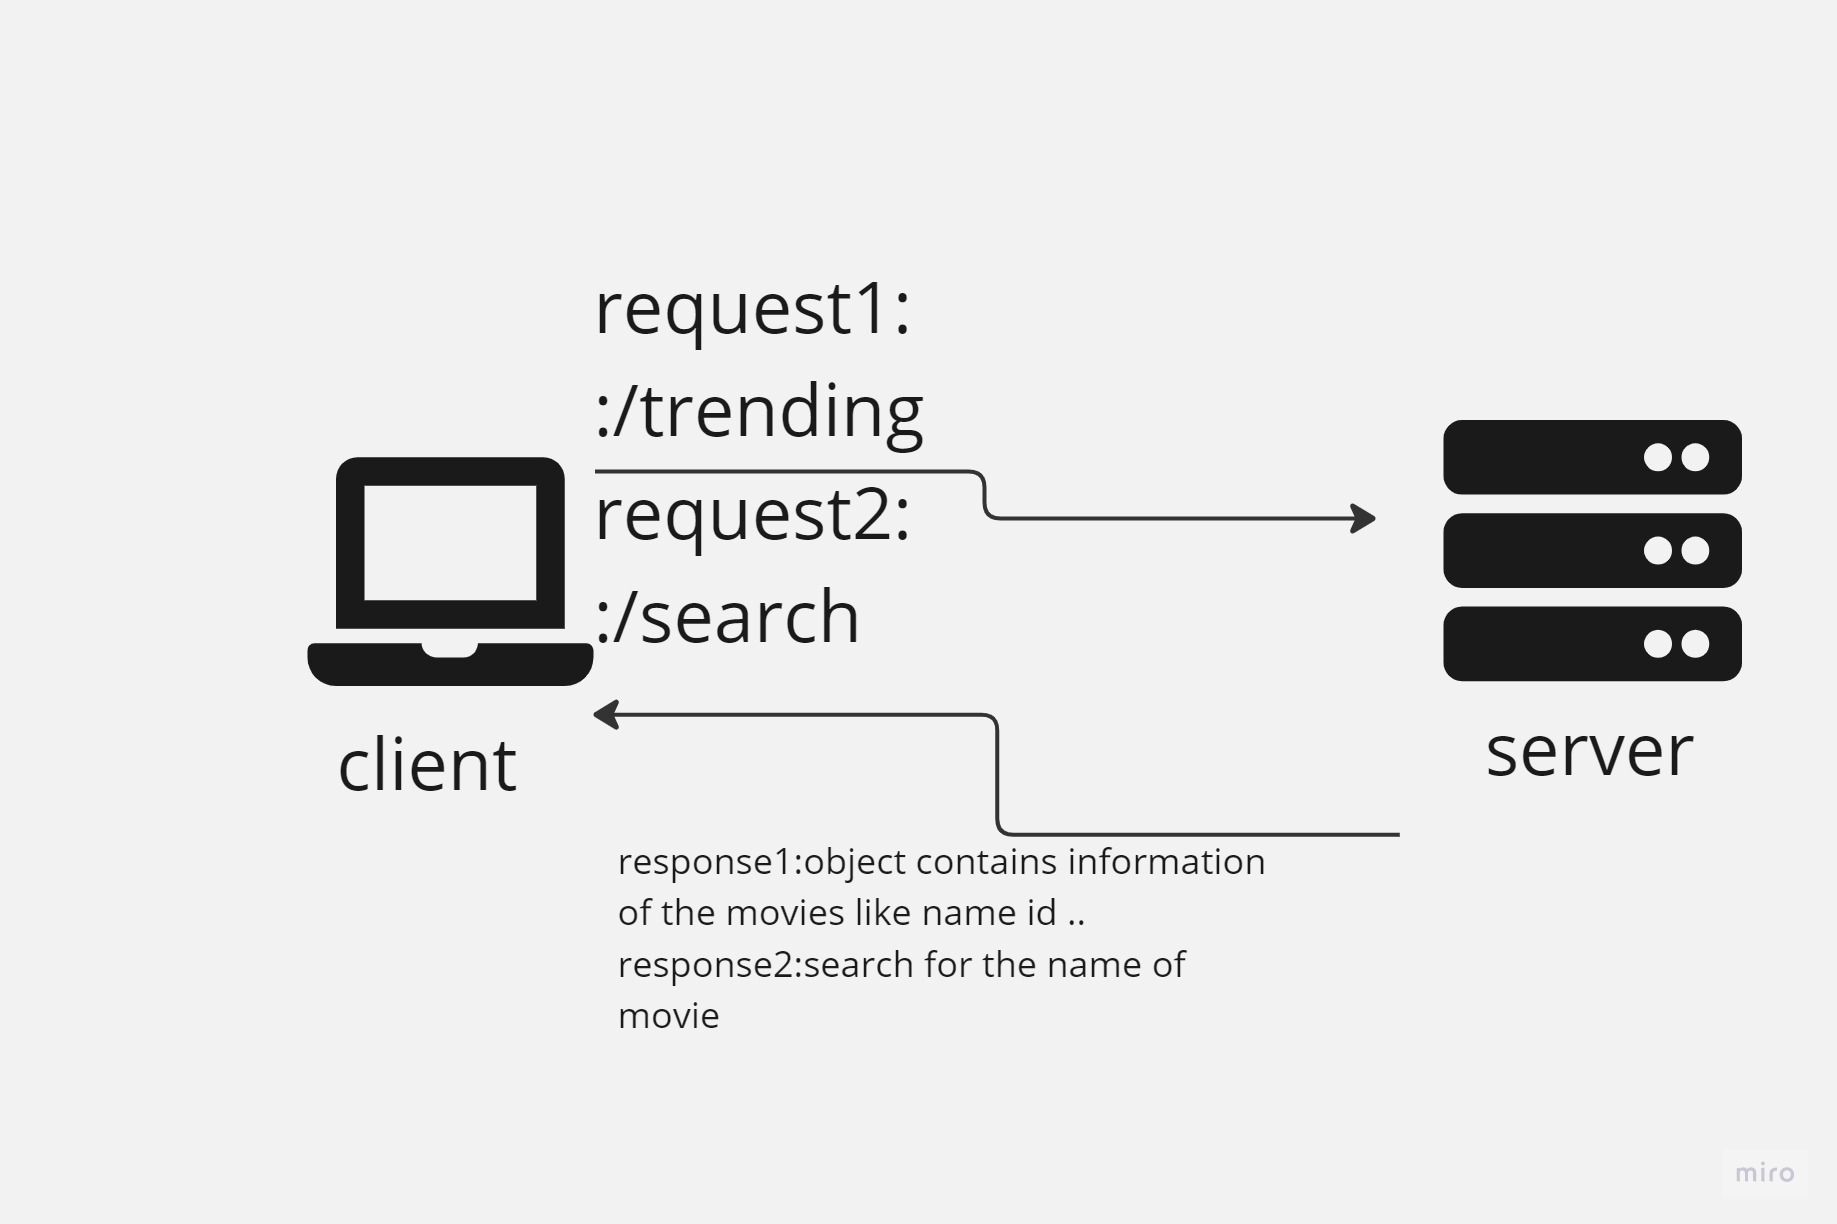 request1:
:/trending
request2:
:/search
client
server
response1:object contains information
of the movies like name id ..
response2:search for the name of
movie
miro